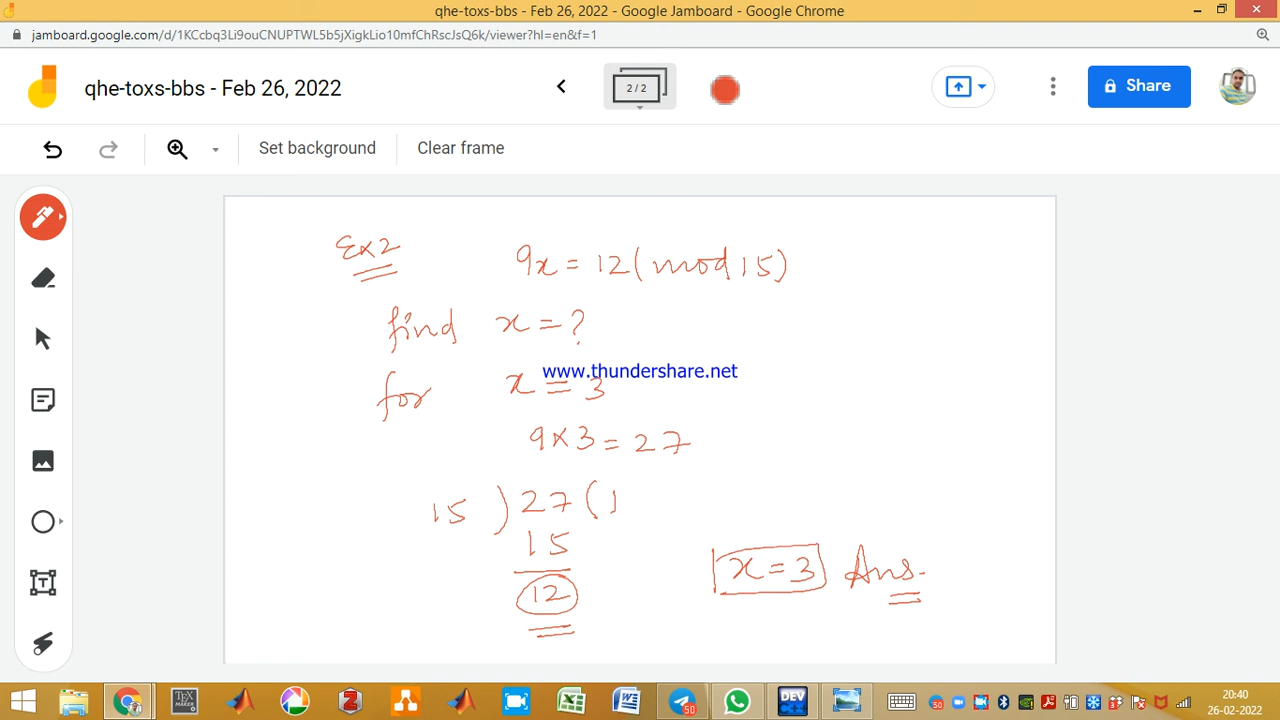 qhe-toxs-bbs - Feb 26, 2022 - Google Jamboard - Google Chrome
jamboard.google.com/d/1KCcbq3Li9ouCNUPTWL5b5jXigkLio10mfChRscJsQ6k/viewer?hl=en&f=1
qhe-toxs-bbs - Feb 26, 2022
2 / 2
Share
Set background
Clear frame
Ex2
9x = 12 ( mod 15 )
find x = ?
www.thundershare.net
for x = 3
9 × 3 = 27
15 ) 27 ( 1
15
12
x = 3 Ans.
20:40
26-02-2022